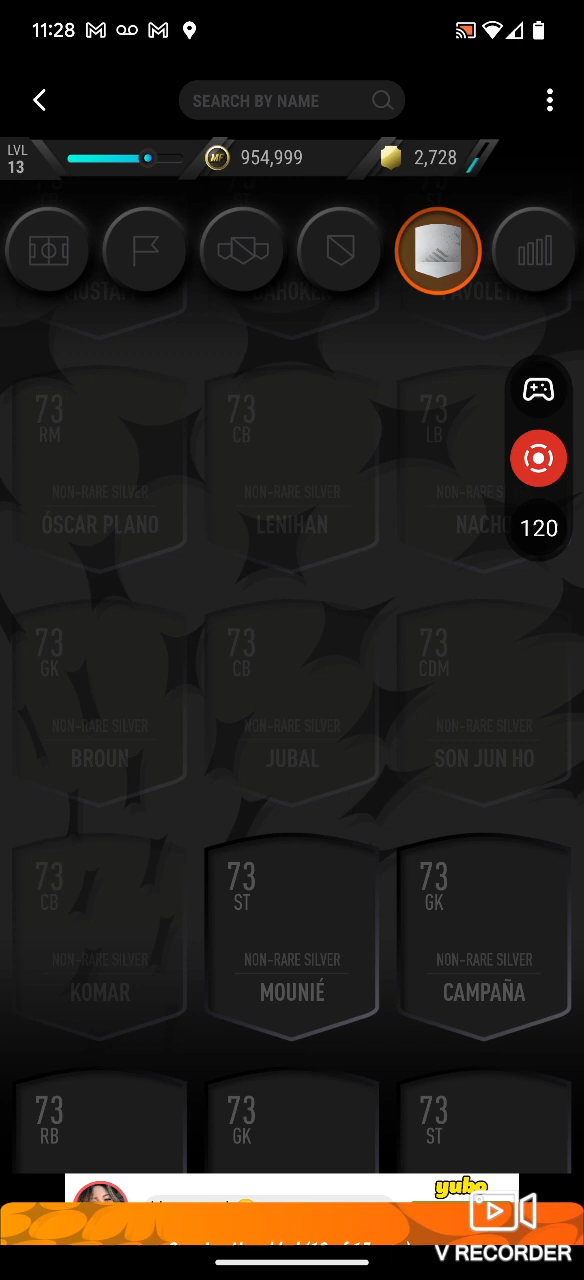 11:28
SEARCH BY NAME
LVL
13
MF
954,999
2,728
73
RM
NON-RARE SILVER
ÓSCAR PLANO
73
CB
NON-RARE SILVER
LENIHAN
73
LB
NON-RARE S
NACHO
120
73
GK
NON-RARE SILVER
BROUN
73
CB
NON-RARE SILVER
JUBAL
73
CDM
NON-RARE SILVER
SON JUN HO
73
CB
NON-RARE SILVER
KOMAR
73
ST
NON-RARE SILVER
MOUNIÉ
73
GK
NON-RARE SILVER
CAMPAÑA
73
RB
73
GK
73
ST
yubo
V RECORDER